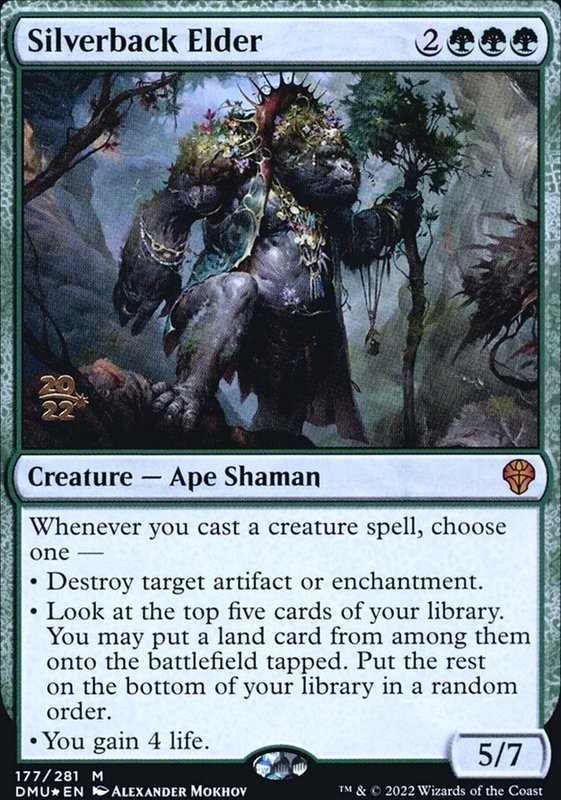 Silverback Elder 2
20
22
Creature — Ape Shaman
Whenever you cast a creature spell, choose
one —
• Destroy target artifact or enchantment.
• Look at the top five cards of your library.
You may put a land card from among them
onto the battlefield tapped. Put the rest
on the bottom of your library in a random
order.
• You gain 4 life.
5/7
177/281 M
DMU★EN ALEXANDER MOKHOV
™ & © 2022 Wizards of the Coast